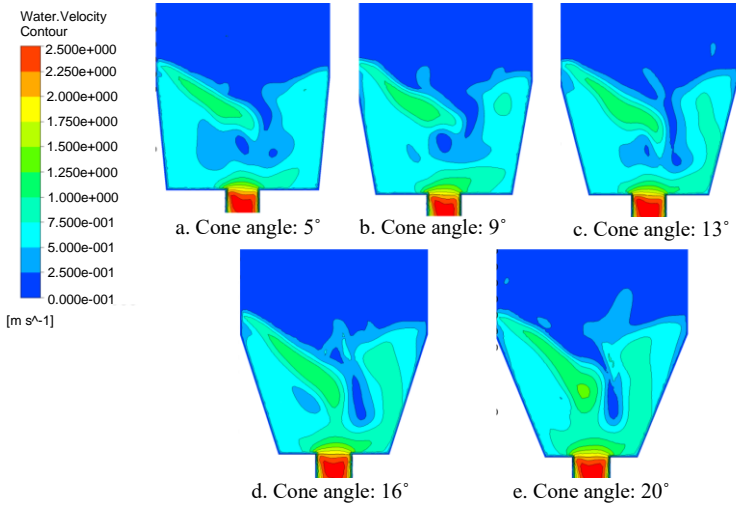 Water.Velocity
Contour
2.500e+000
2.250e+000
2.000e+000
1.750e+000
1.500e+000
1.250e+000
1.000e+000
7.500e-001
5.000e-001
2.500e-001
0.000e-001
[m s^-1]
a. Cone angle: 5°
b. Cone angle: 9°
c. Cone angle: 13°
d. Cone angle: 16°
e. Cone angle: 20°